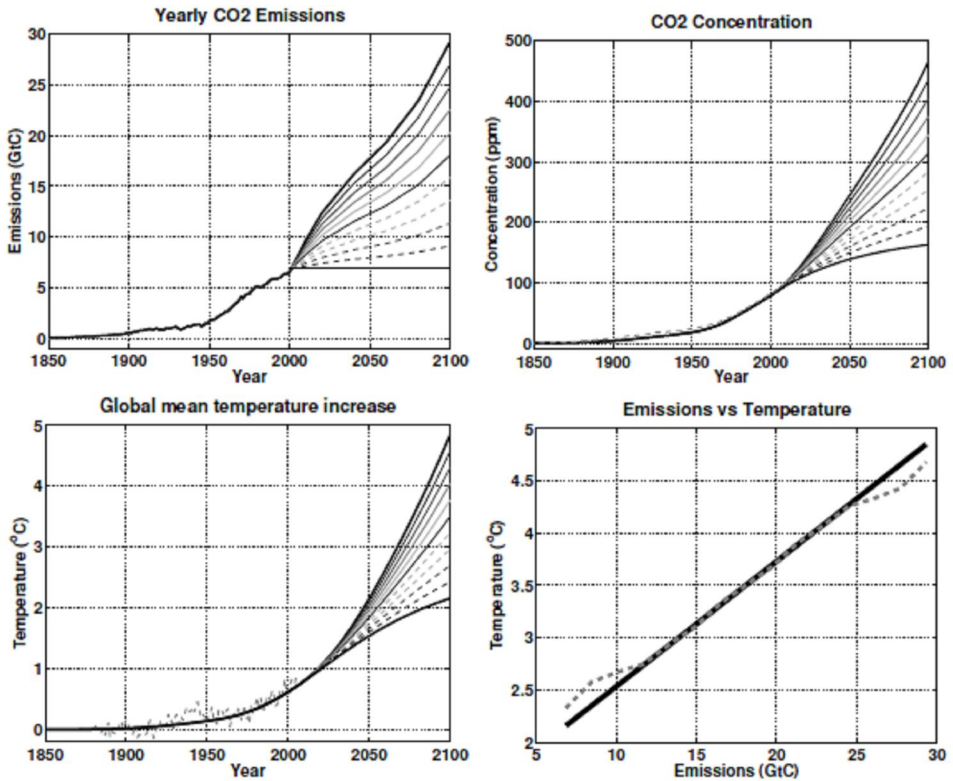 Yearly CO2 Emissions
30
25
20
15
10
5
0
Emissions (GtC)
1850 1900 1950 2000 2050 2100
Year
CO2 Concentration
500
400
300
200
100
0
Concentration (ppm)
1850 1900 1950 2000 2050 2100
Year
Global mean temperature increase
5
4
3
2
1
0
Temperature (°C)
1850 1900 1950 2000 2050 2100
Year
Emissions vs Temperature
5
4.5
4
3.5
3
2.5
2
Temperature (°C)
5 10 15 20 25 30
Emissions (GtC)